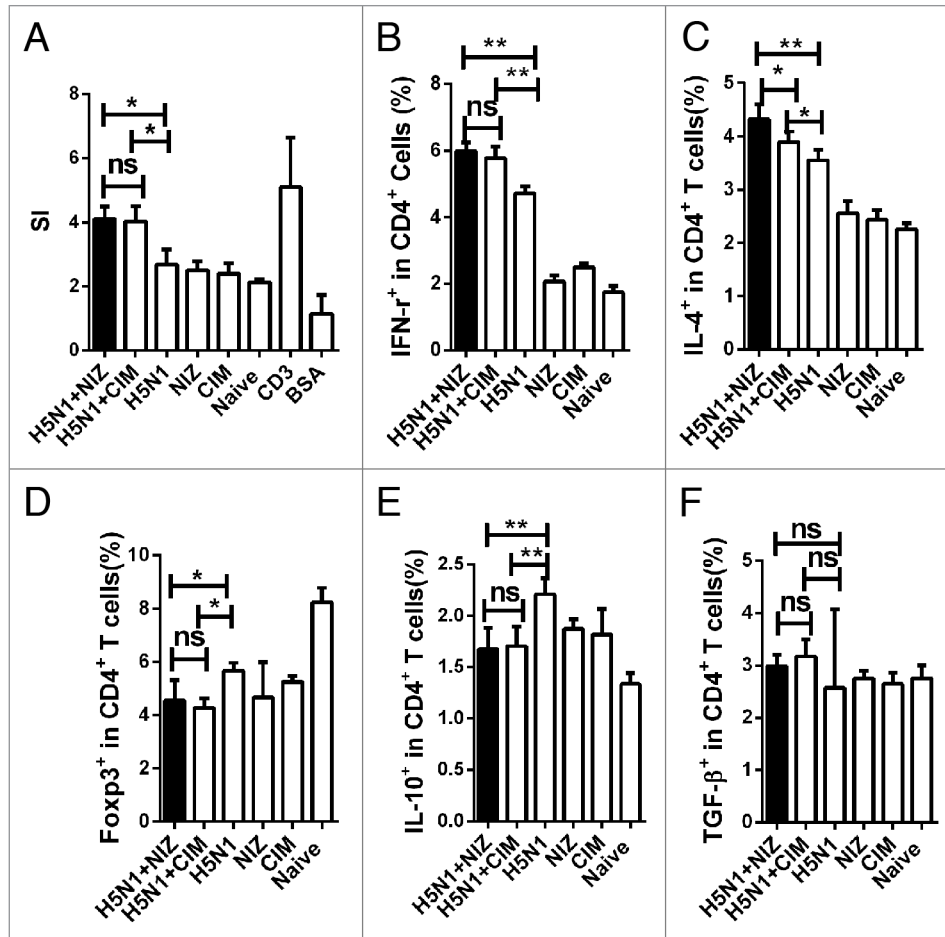 A
SI
*
*
ns
6
8
4
2
0
H5N1+NIZ
H5N1+CIM
H5N1
NIZ
CIM
Naive
CD3
BSA
B
IFN-r⁺ in CD4⁺ Cells (%)
**
**
ns
8
6
4
2
0
H5N1+NIZ
H5N1+CIM
H5N1
NIZ
CIM
Naive
C
IL-4⁺ in CD4⁺ T cells(%)
**
*
*
5
4
3
2
1
0
H5N1+NIZ
H5N1+CIM
H5N1
NIZ
CIM
Naive
D
Foxp3⁺ in CD4⁺ T cells(%)
*
*
ns
10
8
6
4
2
0
H5N1+NIZ
H5N1+CIM
H5N1
NIZ
CIM
Naive
E
IL-10⁺ in CD4⁺ T cells(%)
**
**
ns
2.5
2.0
1.5
1.0
0.5
0.0
H5N1+NIZ
H5N1+CIM
H5N1
NIZ
CIM
Naive
F
TGF-β⁺ in CD4⁺ T cells(%)
ns
ns
ns
5
4
3
2
1
0
H5N1+NIZ
H5N1+CIM
H5N1
NIZ
CIM
Naive